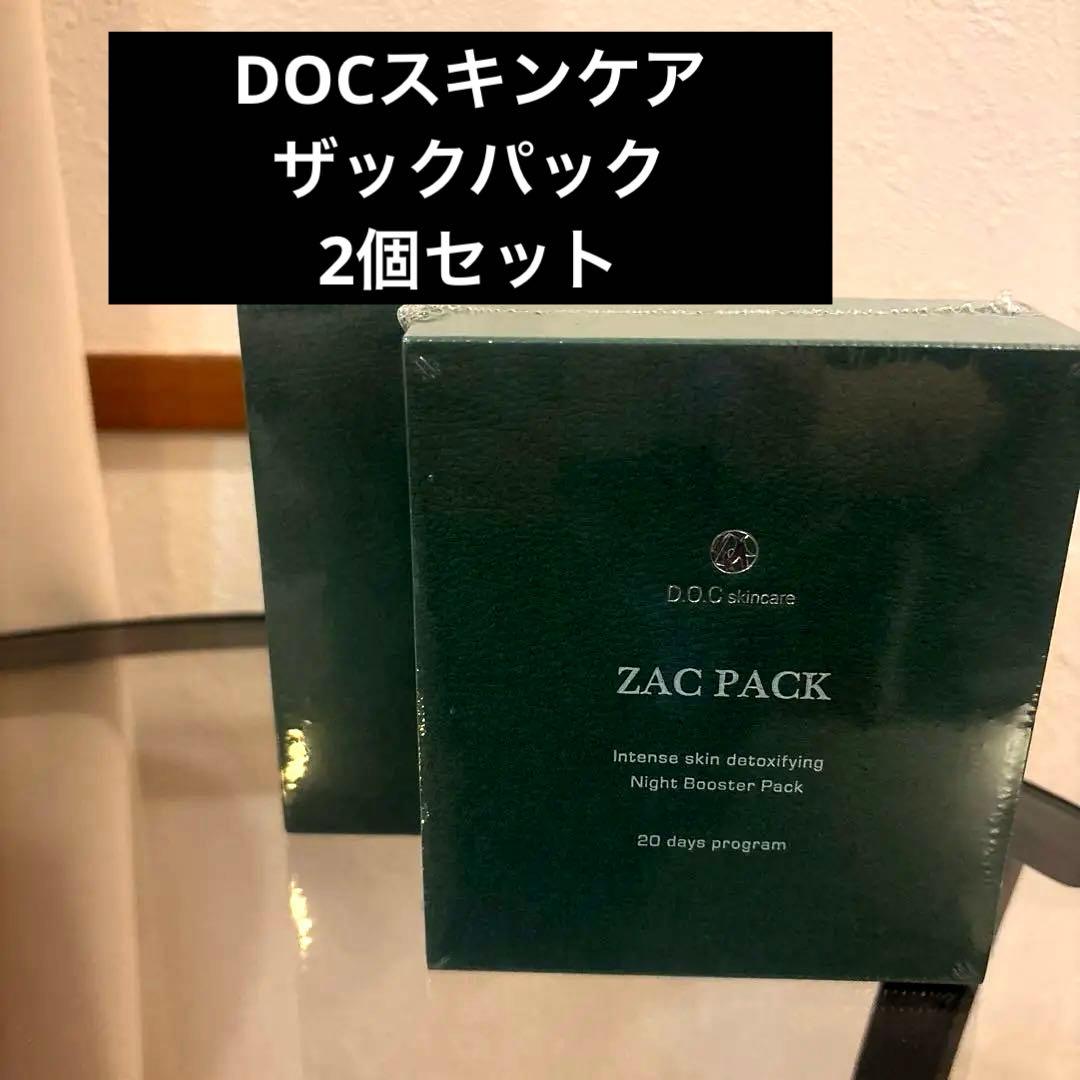 DOCスキンケア
ザックパック
2個セット
D.O.C skincare
ZAC PACK
Intense skin detoxifying
Night Booster Pack
20 days program